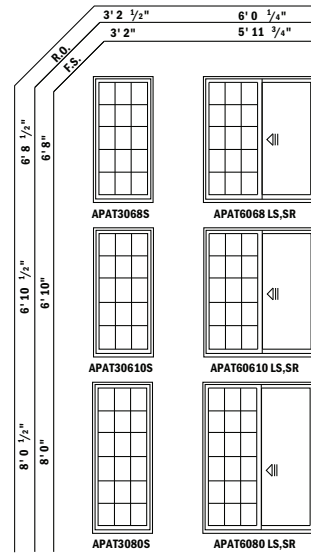 3' 2 1/2" 6' 0 1/4"
R.O.
3' 2" 5' 11 3/4"
F.S.
6' 8 1/2" 6' 8"
APAT3068S APAT6068 LS,SR
6' 10 1/2" 6' 10"
APAT30610S APAT60610 LS,SR
8' 0 1/2" 8' 0"
APAT3080S APAT6080 LS,SR